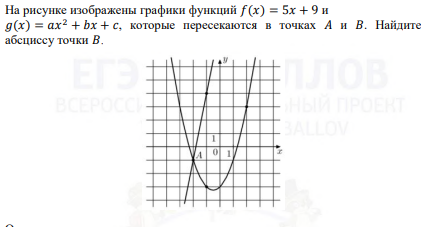 На рисунке изображены графики функций f(x) = 5x + 9 и
g(x) = ax² + bx + c, которые пересекаются в точках A и B. Найдите
абсциссу точки B.
y
1
A 0 1 x